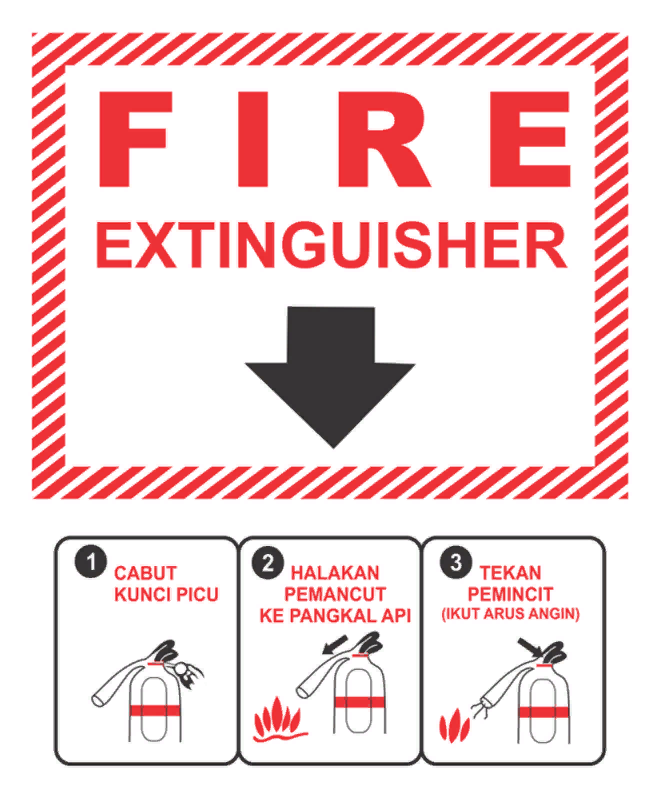 FIRE
EXTINGUISHER
1
CABUT
KUNCI PICU
2
HALAKAN
PEMANCUT
KE PANGKAL API
3
TEKAN
PEMINCIT
(IKUT ARUS ANGIN)